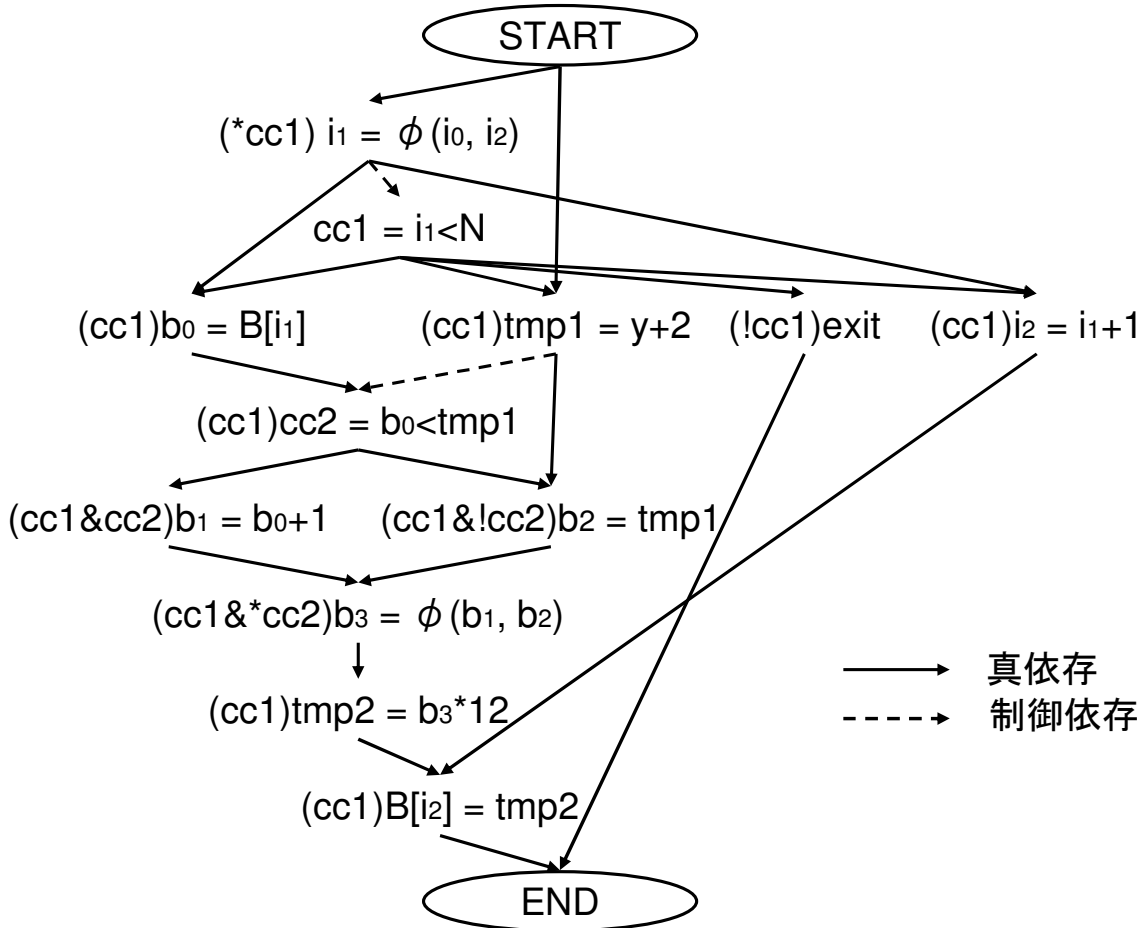 START
(*cc1) i1 = φ(i0, i2)
cc1 = i1<N
(cc1)b0 = B[i1] (cc1)tmp1 = y+2 (!cc1)exit (cc1)i2 = i1+1
(cc1)cc2 = b0<tmp1
(cc1&cc2)b1 = b0+1 (cc1&!cc2)b2 = tmp1
(cc1&*cc2)b3 = φ(b1, b2)
真依存
(cc1)tmp2 = b3*12
制御依存
(cc1)B[i2] = tmp2
END